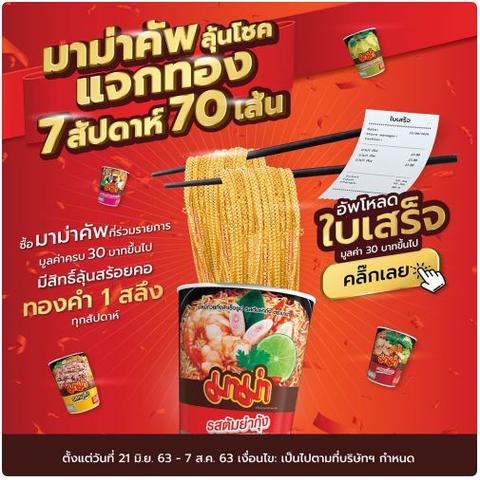 มาม่าคัพ ลุ้นโชค
แจกทอง
7 สัปดาห์ 70 เส้น
ใบเสร็จ
ซื้อ มาม่าคัพ ที่ร่วมรายการ
มูลค่าครบ 30 บาทขึ้นไป
มีสิทธิ์ลุ้นสร้อยคอ
ทองคำ 1 สลึง
ทุกสัปดาห์
อัพโหลด
ใบเสร็จ
มูลค่า 30 บาทขึ้นไป
คลิ๊กเลย
มาม่า
รสต้มยำกุ้ง
มาม่า
มาม่า
ตั้งแต่วันที่ 21 มิ.ย. 63 - 7 ส.ค. 63 เงื่อนไข: เป็นไปตามที่บริษัทฯ กำหนด